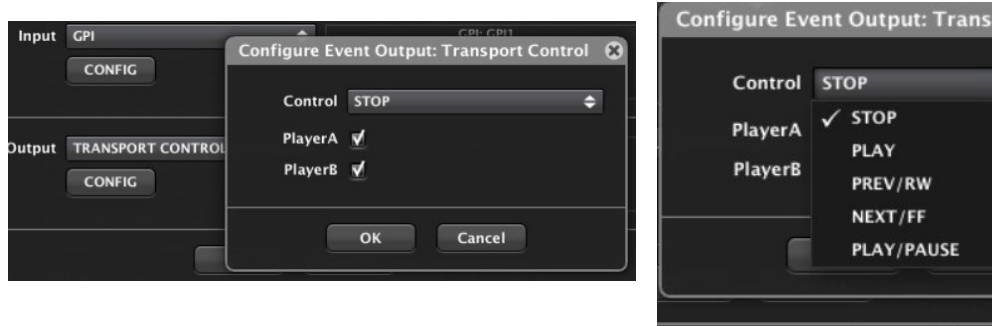 Input GPI
GPI: GPI1
CONFIG
Configure Event Output: Transport Control
Control STOP
PlayerA
PlayerB
Output TRANSPORT CONTROL
CONFIG
OK Cancel
Configure Event Output: Trans
Control STOP
PlayerA
PlayerB
STOP
PLAY
PREV/RW
NEXT/FF
PLAY/PAUSE